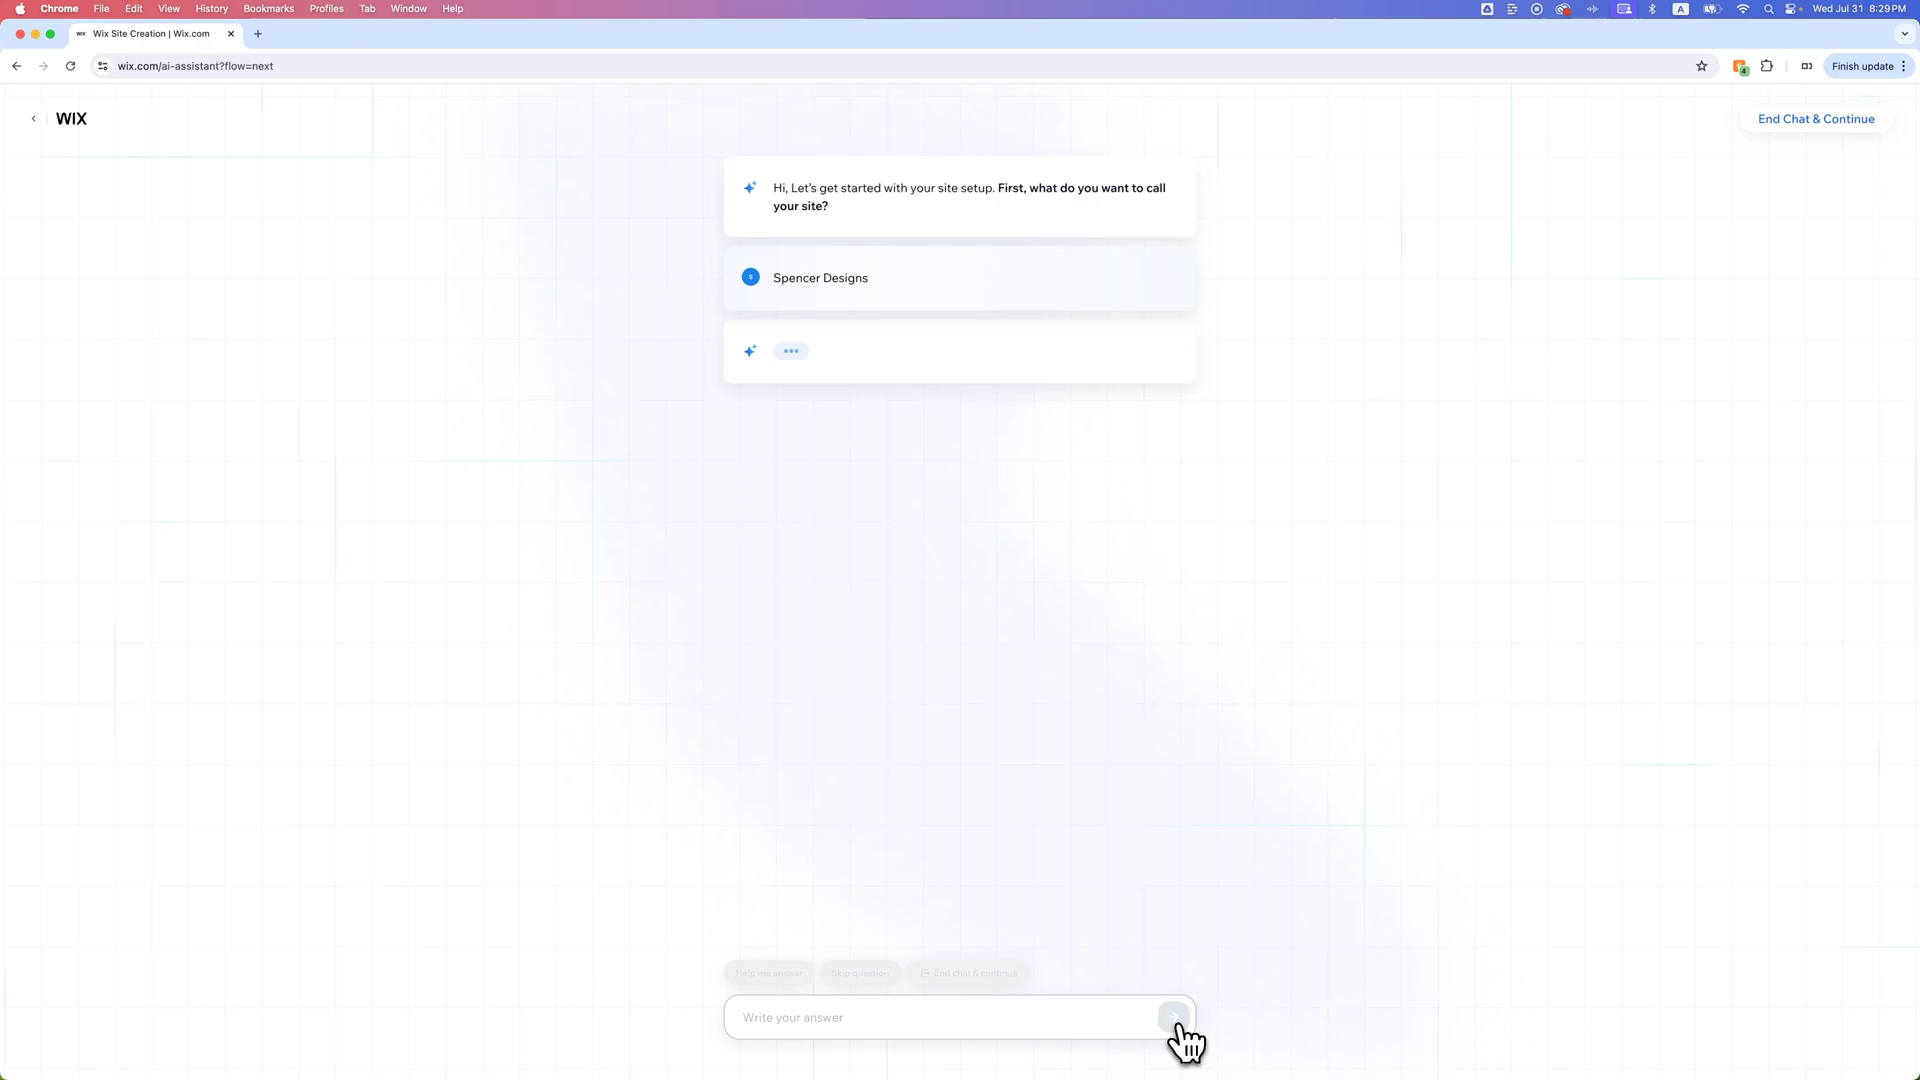 Chrome File Edit View History Bookmarks Profiles Tab Window Help A Wed Jul 31 8:29 PM
WIX Wix Site Creation | Wix.com
wix.com/ai-assistant?flow=next 4 Finish update
WIX End Chat & Continue
Hi, Let's get started with your site setup. First, what do you want to call
your site?
S Spencer Designs
Help me answer Skip question End chat & continue
Write your answer